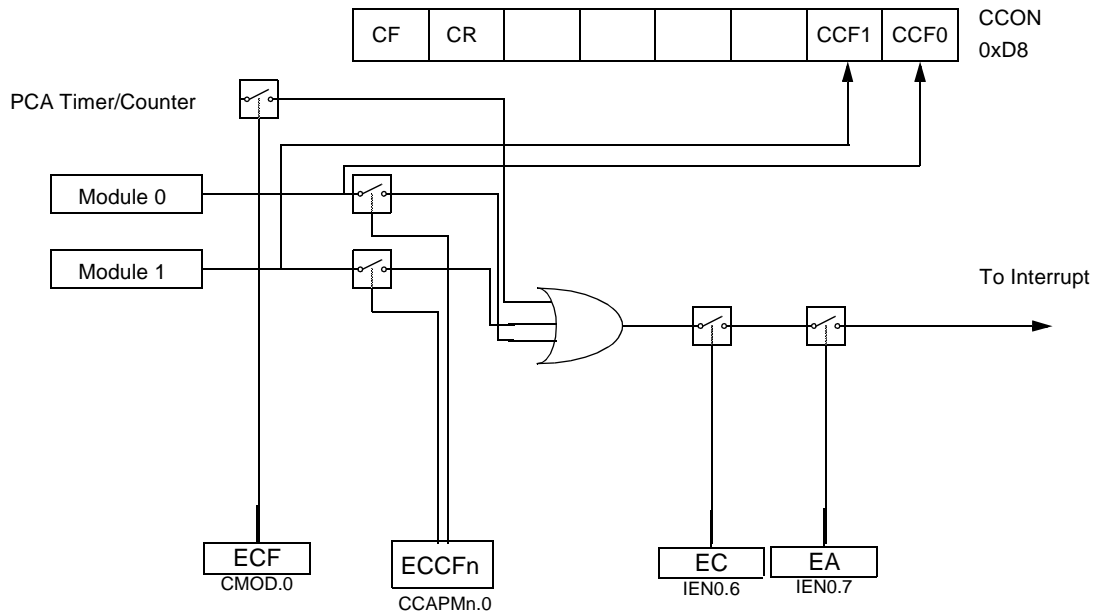 CF CR CCF1 CCF0
CCON
0xD8
PCA Timer/Counter
Module 0
Module 1
To Interrupt
ECF
CMOD.0
ECCFn
CCAPMn.0
EC
IEN0.6
EA
IEN0.7